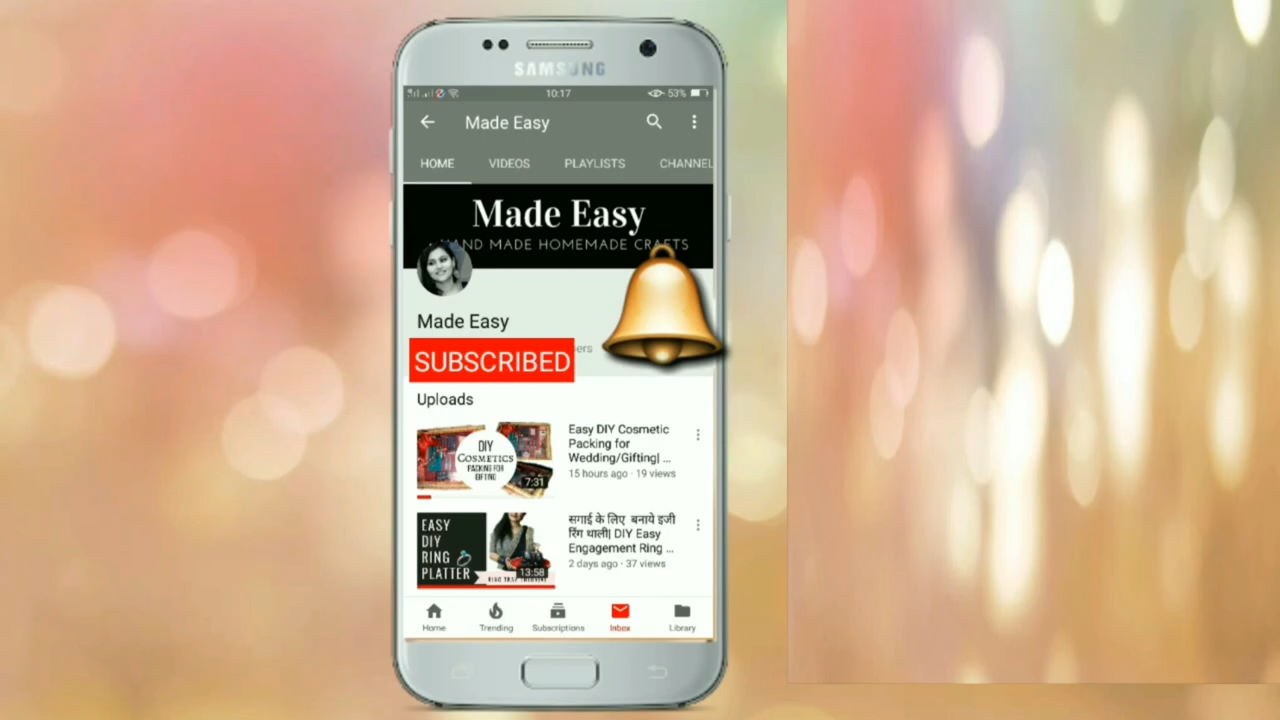 SAMSUNG
10:17
53%
Made Easy
HOME VIDEOS PLAYLISTS CHANNEL
Made Easy
HAND MADE HOMEMADE CRAFTS
Made Easy
SUBSCRIBED
ers
Uploads
DIY
COSMETICS
PACKING FOR
GIFTING
7:31
Easy DIY Cosmetic
Packing for
Wedding/Gifting| ...
15 hours ago · 19 views
EASY
DIY
RING
PLATTER
13:58
सगाई के लिए बनाये इजी
रिंग थाली| DIY Easy
Engagement Ring ...
2 days ago · 37 views
Home Trending Subscriptions Inbox Library